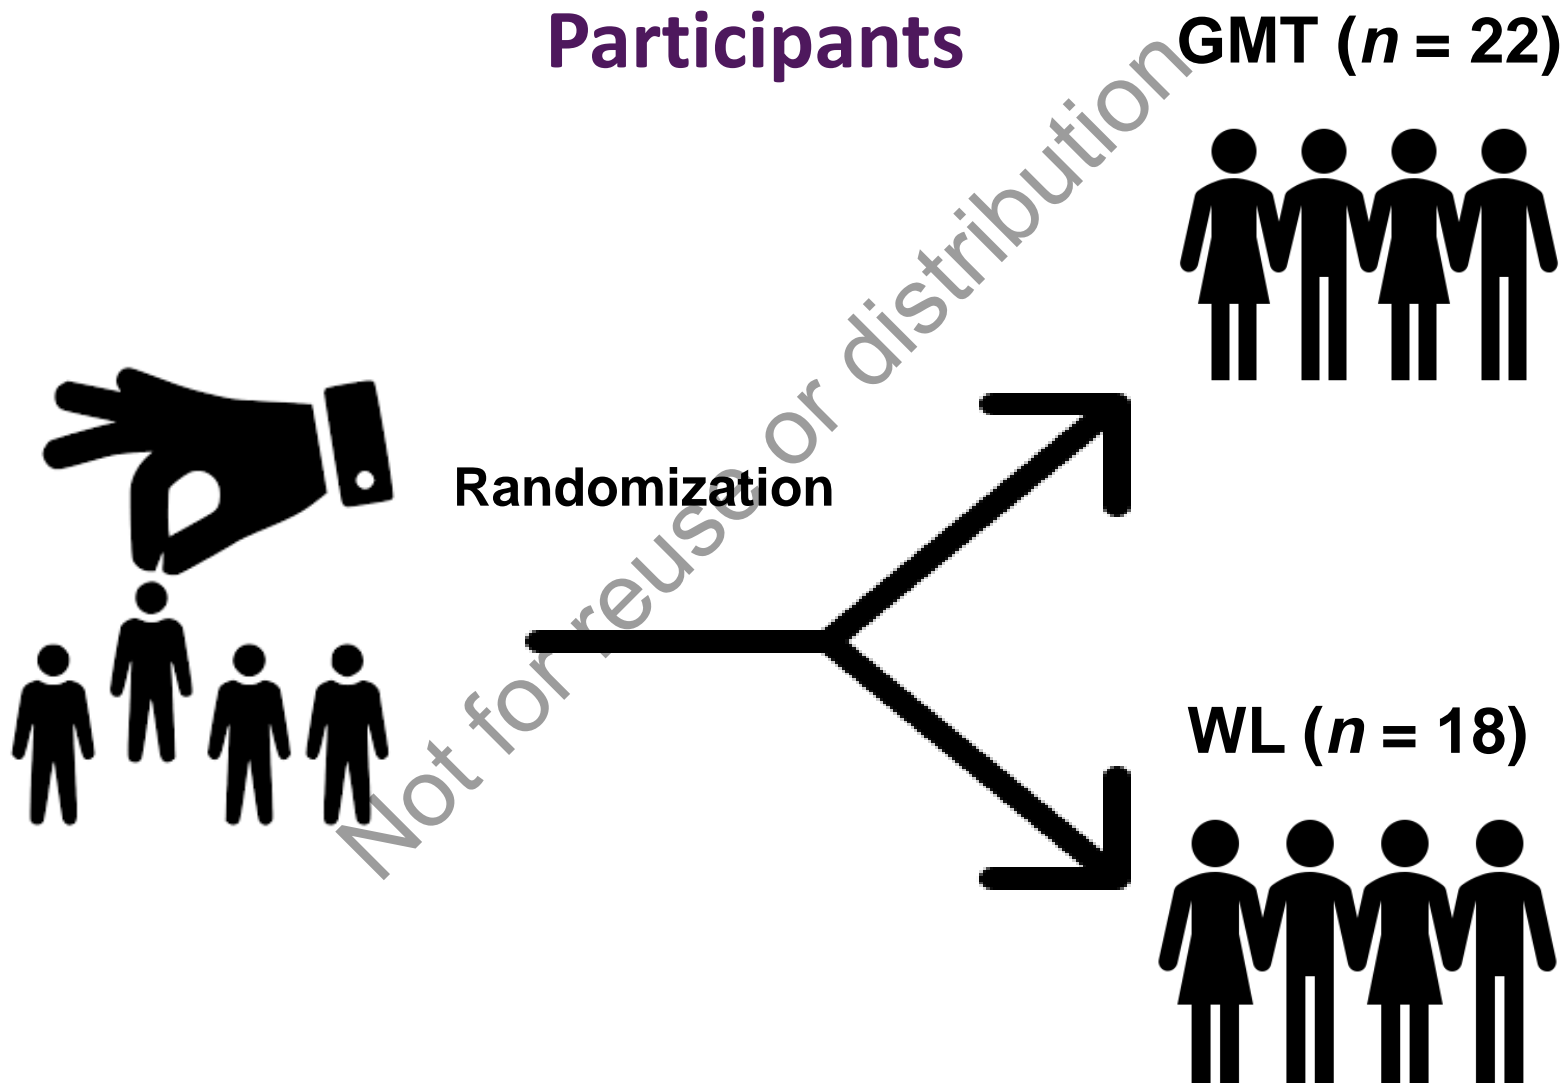 Participants
GMT (n = 22)
Randomization
WL (n = 18)
Not for reuse or distribution